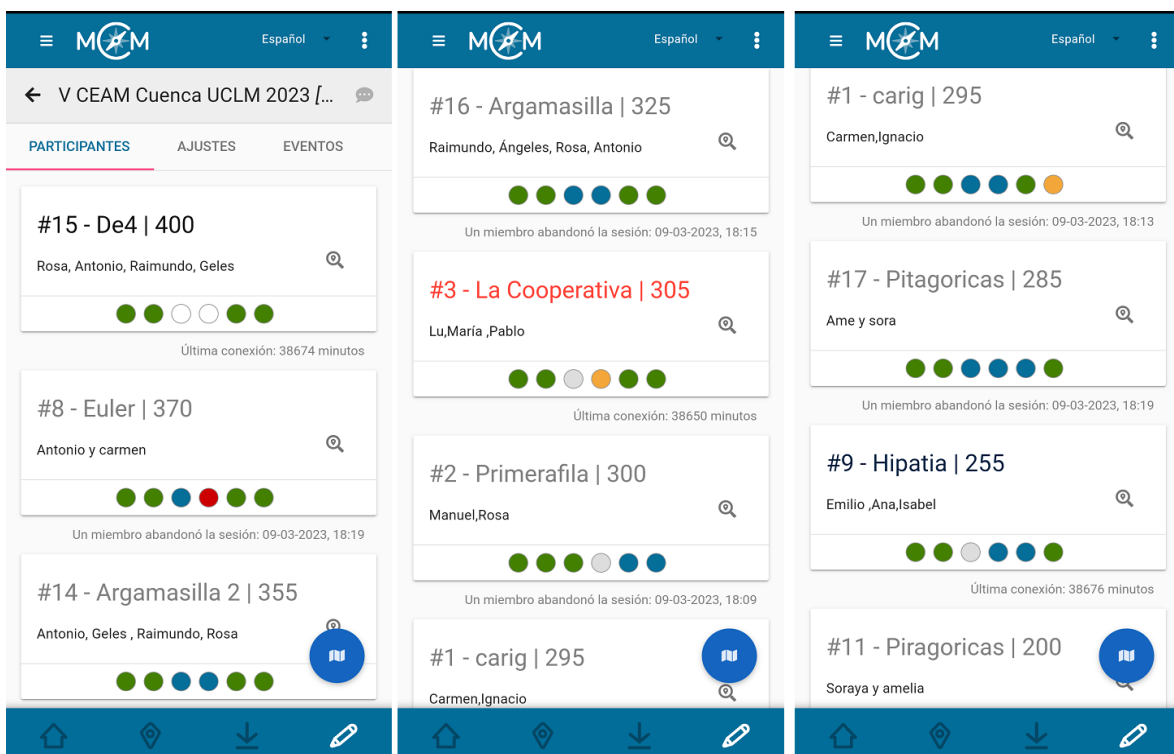 MCM
Español
V CEAM Cuenca UCLM 2023 [...
PARTICIPANTES AJUSTES EVENTOS
#15 - De4 | 400
Rosa, Antonio, Raimundo, Geles
Última conexión: 38674 minutos
#8 - Euler | 370
Antonio y carmen
Un miembro abandonó la sesión: 09-03-2023, 18:19
#14 - Argamasilla 2 | 355
Antonio, Geles , Raimundo, Rosa
MCM
Español
#16 - Argamasilla | 325
Raimundo, Ángeles, Rosa, Antonio
Un miembro abandonó la sesión: 09-03-2023, 18:15
#3 - La Cooperativa | 305
Lu,María ,Pablo
Última conexión: 38650 minutos
#2 - Primerafila | 300
Manuel,Rosa
Un miembro abandonó la sesión: 09-03-2023, 18:09
#1 - carig | 295
Carmen,Ignacio
MCM
Español
#1 - carig | 295
Carmen,Ignacio
Un miembro abandonó la sesión: 09-03-2023, 18:13
#17 - Pitagoricas | 285
Ame y sora
Un miembro abandonó la sesión: 09-03-2023, 18:19
#9 - Hipatia | 255
Emilio ,Ana,Isabel
Última conexión: 38676 minutos
#11 - Piragoricas | 200
Soraya y amelia